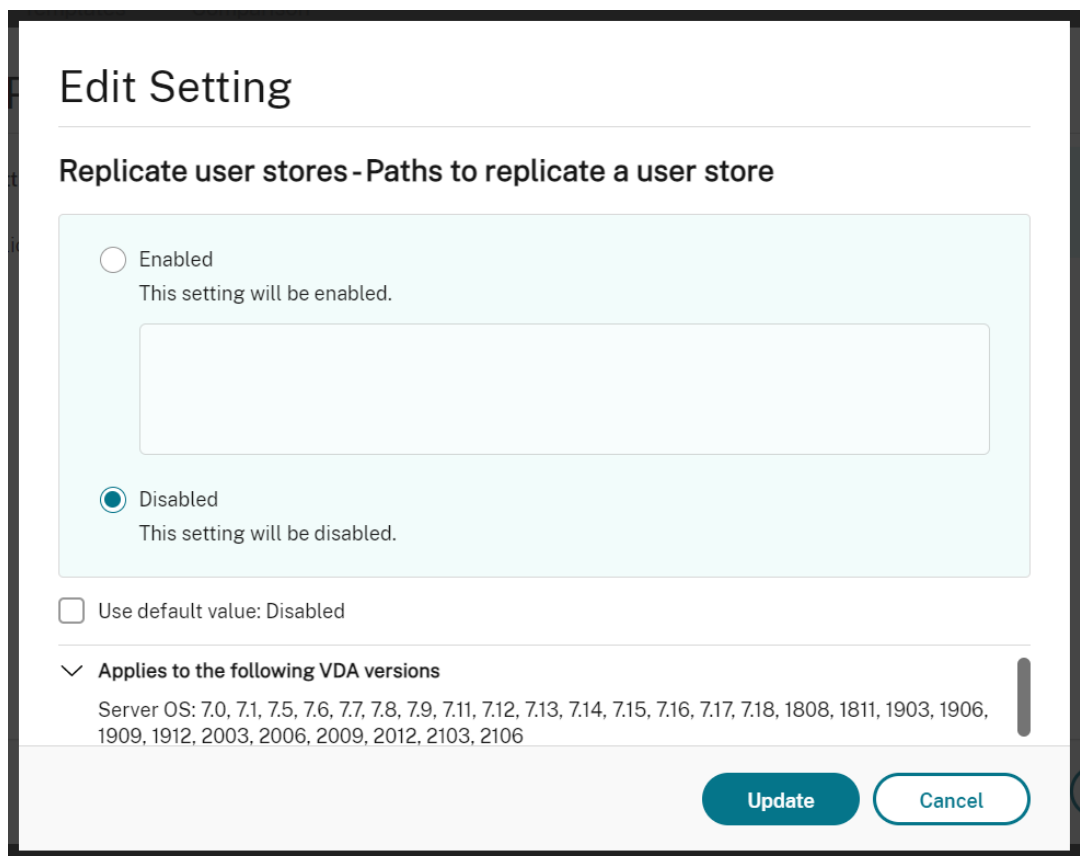 Edit Setting
Replicate user stores - Paths to replicate a user store
Enabled
This setting will be enabled.
Disabled
This setting will be disabled.
Use default value: Disabled
Applies to the following VDA versions
Server OS: 7.0, 7.1, 7.5, 7.6, 7.7, 7.8, 7.9, 7.11, 7.12, 7.13, 7.14, 7.15, 7.16, 7.17, 7.18, 1808, 1811, 1903, 1906,
1909, 1912, 2003, 2006, 2009, 2012, 2103, 2106
Update Cancel